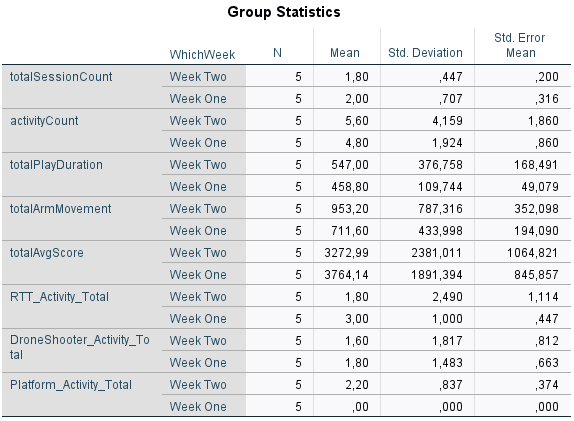 Group Statistics
WhichWeek N Mean Std. Deviation Std. Error Mean
totalSessionCount Week Two 5 1,80 ,447 ,200
Week One 5 2,00 ,707 ,316
activityCount Week Two 5 5,60 4,159 1,860
Week One 5 4,80 1,924 ,860
totalPlayDuration Week Two 5 547,00 376,758 168,491
Week One 5 458,80 109,744 49,079
totalArmMovement Week Two 5 953,20 787,316 352,098
Week One 5 711,60 433,998 194,090
totalAvgScore Week Two 5 3272,99 2381,011 1064,821
Week One 5 3764,14 1891,394 845,857
RTT_Activity_Total Week Two 5 1,80 2,490 1,114
Week One 5 3,00 1,000 ,447
DroneShooter_Activity_To
tal Week Two 5 1,60 1,817 ,812
Week One 5 1,80 1,483 ,663
Platform_Activity_Total Week Two 5 2,20 ,837 ,374
Week One 5 ,00 ,000 ,000